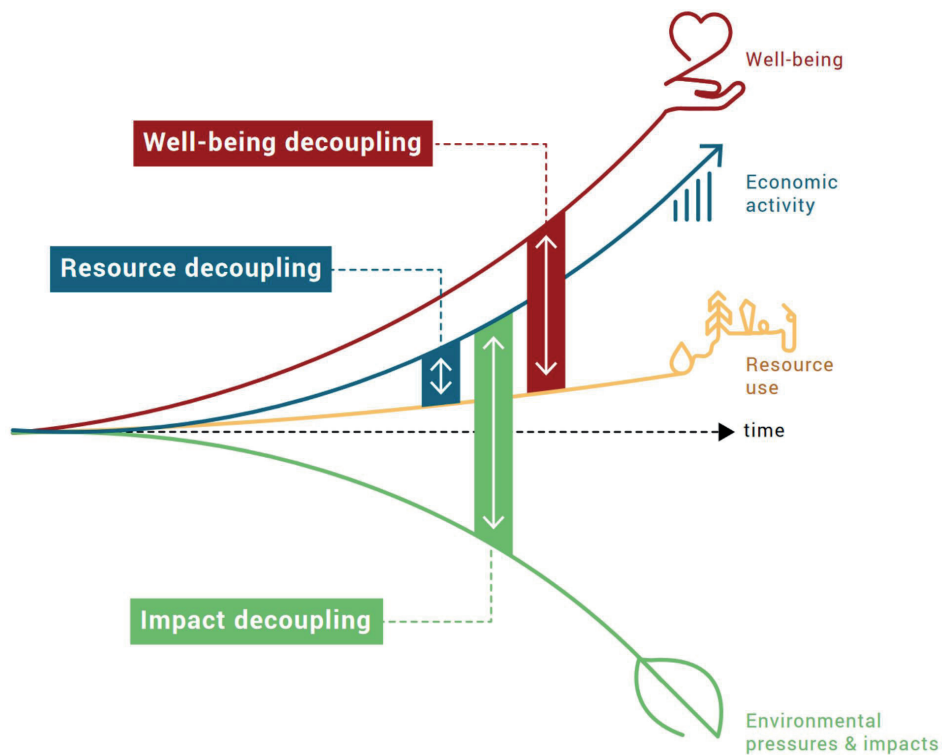 Well-being
Well-being decoupling
Economic
activity
Resource decoupling
Resource
use
time
Impact decoupling
Environmental
pressures & impacts